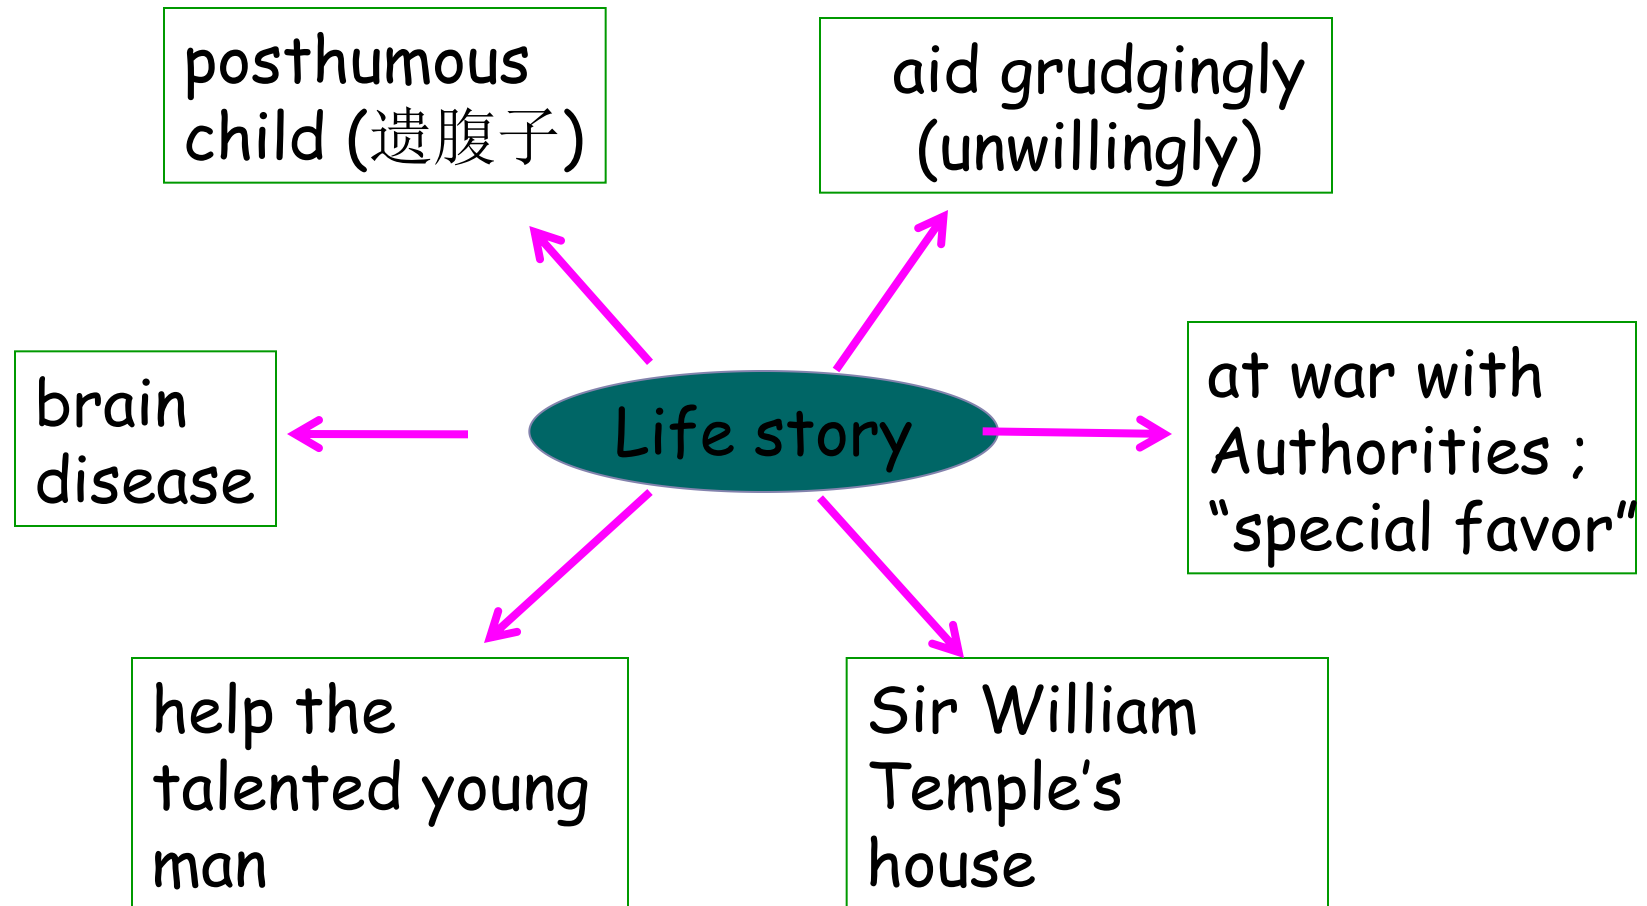 posthumous
child (遗腹子)
aid grudgingly
(unwillingly)
brain
disease
Life story
at war with
Authorities ;
“special favor”
help the
talented young
man
Sir William
Temple’s
house